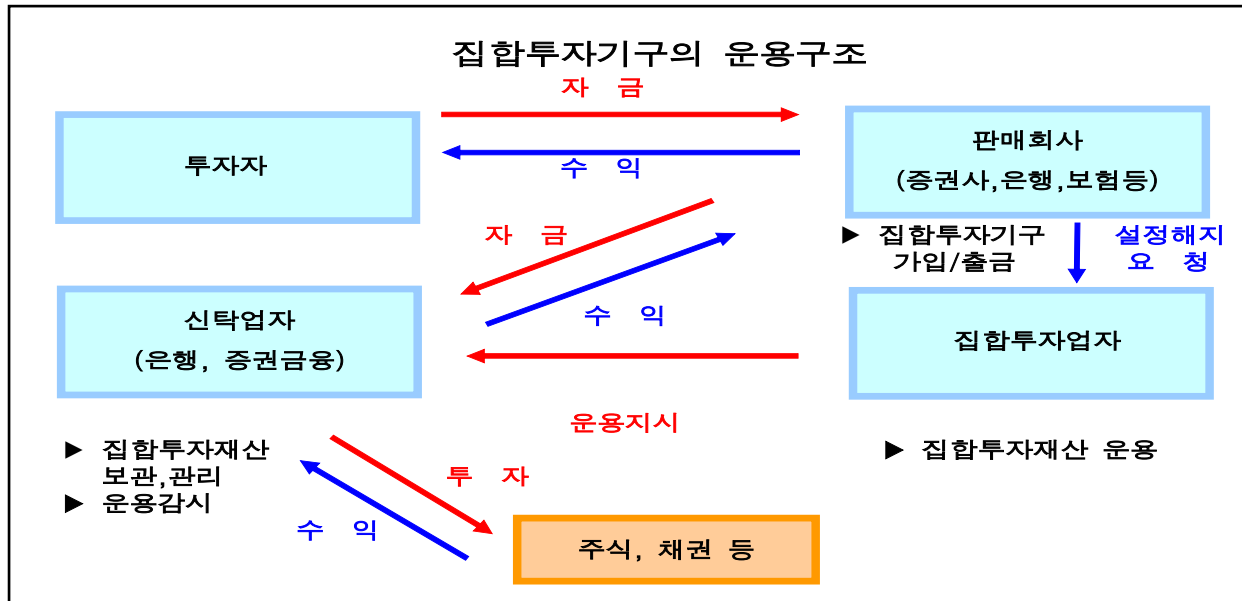 집합투자기구의 운용구조
자 금
투자자
수 익
판매회사
(증권사,은행,보험등)
자 금
▶ 집합투자기구
가입/출금
설정해지
요 청
신탁업자
(은행, 증권금융)
수 익
집합투자업자
운용지시
▶ 집합투자재산
보관,관리
▶ 운용감시
▶ 집합투자재산 운용
투 자
수 익
주식, 채권 등